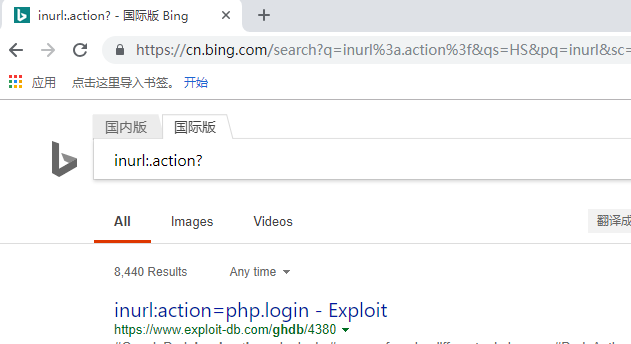 inurl:.action? - 国际版 Bing
https://cn.bing.com/search?q=inurl%3a.action%3f&qs=HS&pq=inurl&sc=
应用 点击这里导入书签。 开始
国内版 国际版
inurl:.action?
All Images Videos 翻译成
8,440 Results Any time
inurl:action=php.login - Exploit
https://www.exploit-db.com/ghdb/4380